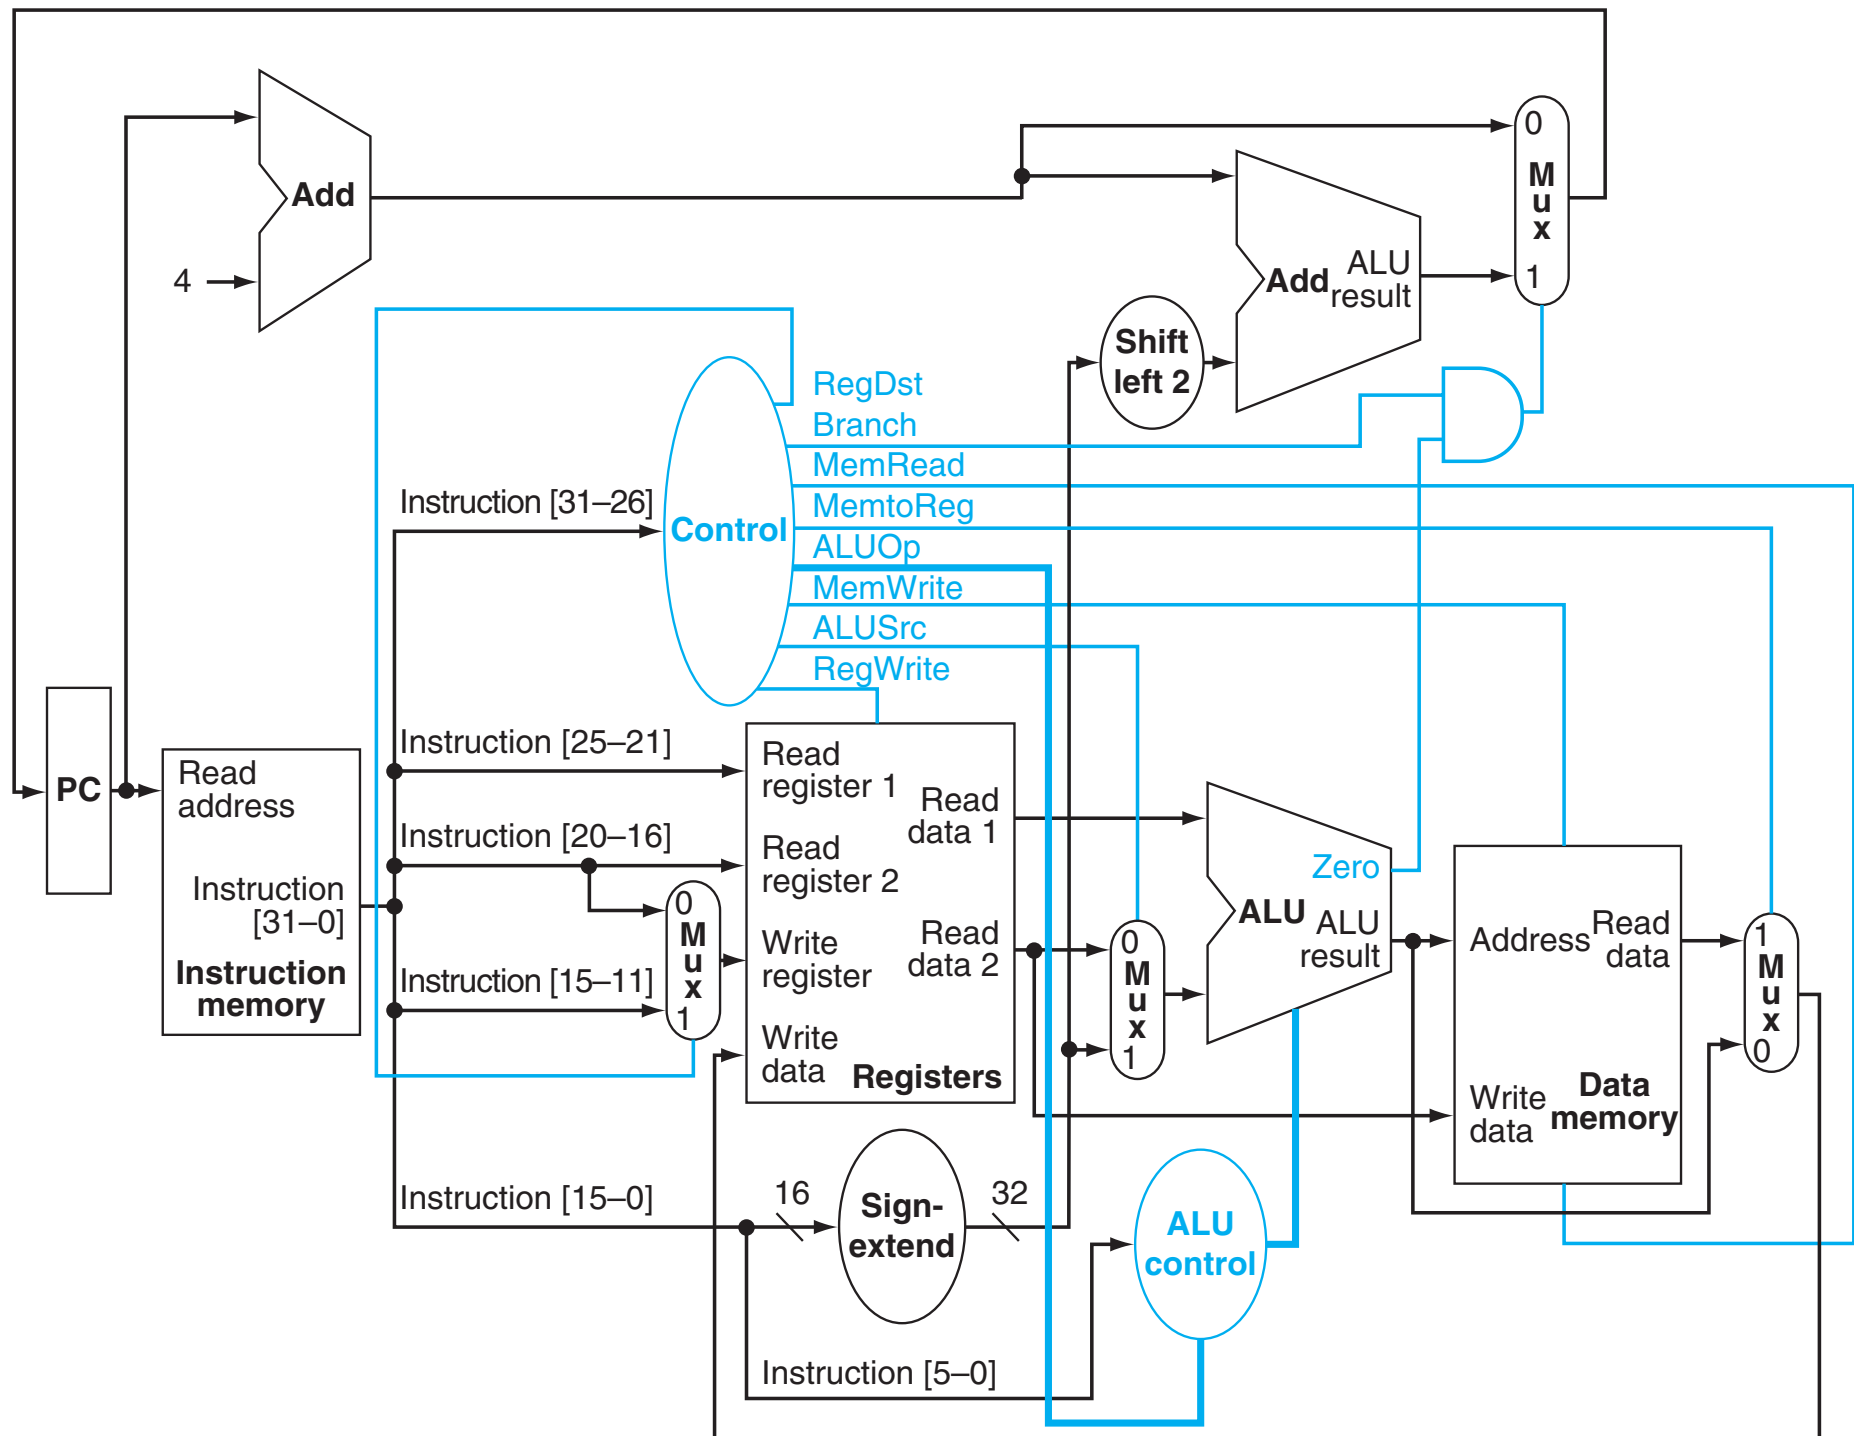 Add
4
0
M
u
x
1
Add
ALU
result
Shift
left 2
RegDst
Branch
MemRead
MemtoReg
ALUOp
MemWrite
ALUSrc
RegWrite
Control
Instruction [31–26]
PC
Read
address
Instruction
[31–0]
Instruction
memory
Instruction [25–21]
Instruction [20–16]
Instruction [15–11]
0
M
u
x
1
Read
register 1
Read
register 2
Write
register
Write
data
Read
data 1
Read
data 2
Registers
0
M
u
x
1
Zero
ALU
ALU
result
Address
Read
data
Write
data
Data
memory
1
M
u
x
0
Instruction [15–0]
16
Sign-
extend
32
ALU
control
Instruction [5–0]